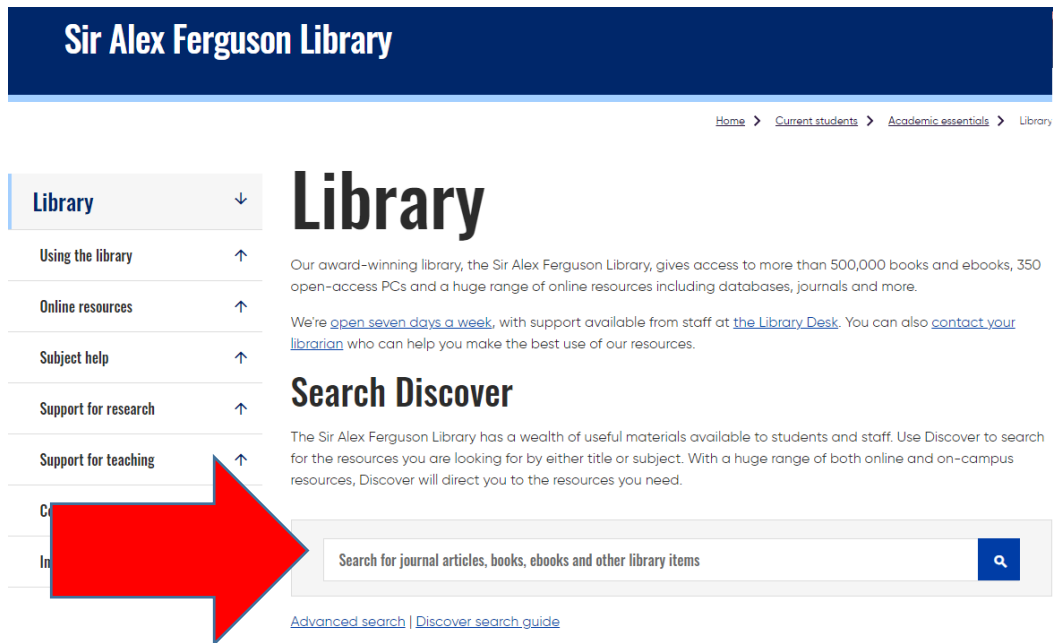 Sir Alex Ferguson Library
Home > Current students > Academic essentials > Library
Library
Using the library
Online resources
Subject help
Support for research
Support for teaching
Library
Our award-winning library, the Sir Alex Ferguson Library, gives access to more than 500,000 books and ebooks, 350
open-access PCs and a huge range of online resources including databases, journals and more.
We're open seven days a week, with support available from staff at the Library Desk. You can also contact your
librarian who can help you make the best use of our resources.
Search Discover
The Sir Alex Ferguson Library has a wealth of useful materials available to students and staff. Use Discover to search
for the resources you are looking for by either title or subject. With a huge range of both online and on-campus
resources, Discover will direct you to the resources you need.
Search for journal articles, books, ebooks and other library items
Advanced search | Discover search guide